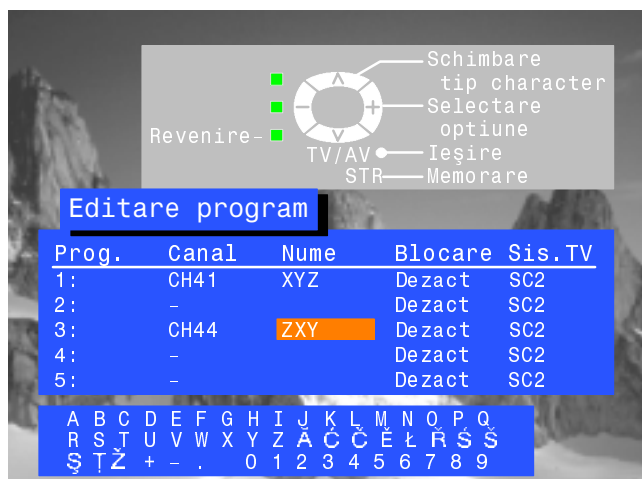 Schimbare
tip character
Selectare
optiune
Revenire
TV/AV Ieşire
STR Memorare
Editare program
Prog. Canal Nume Blocare Sis.TV
1: CH41 XYZ Dezact SC2
2: – Dezact SC2
3: CH44 ZXY Dezact SC2
4: – Dezact SC2
5: – Dezact SC2
A B C D E F G H I J K L M N O P Q
R S T U V W X Y Z Ă Ć Č Ě Ł Ř Ś Š
Ş Ţ Ž + – . 0 1 2 3 4 5 6 7 8 9